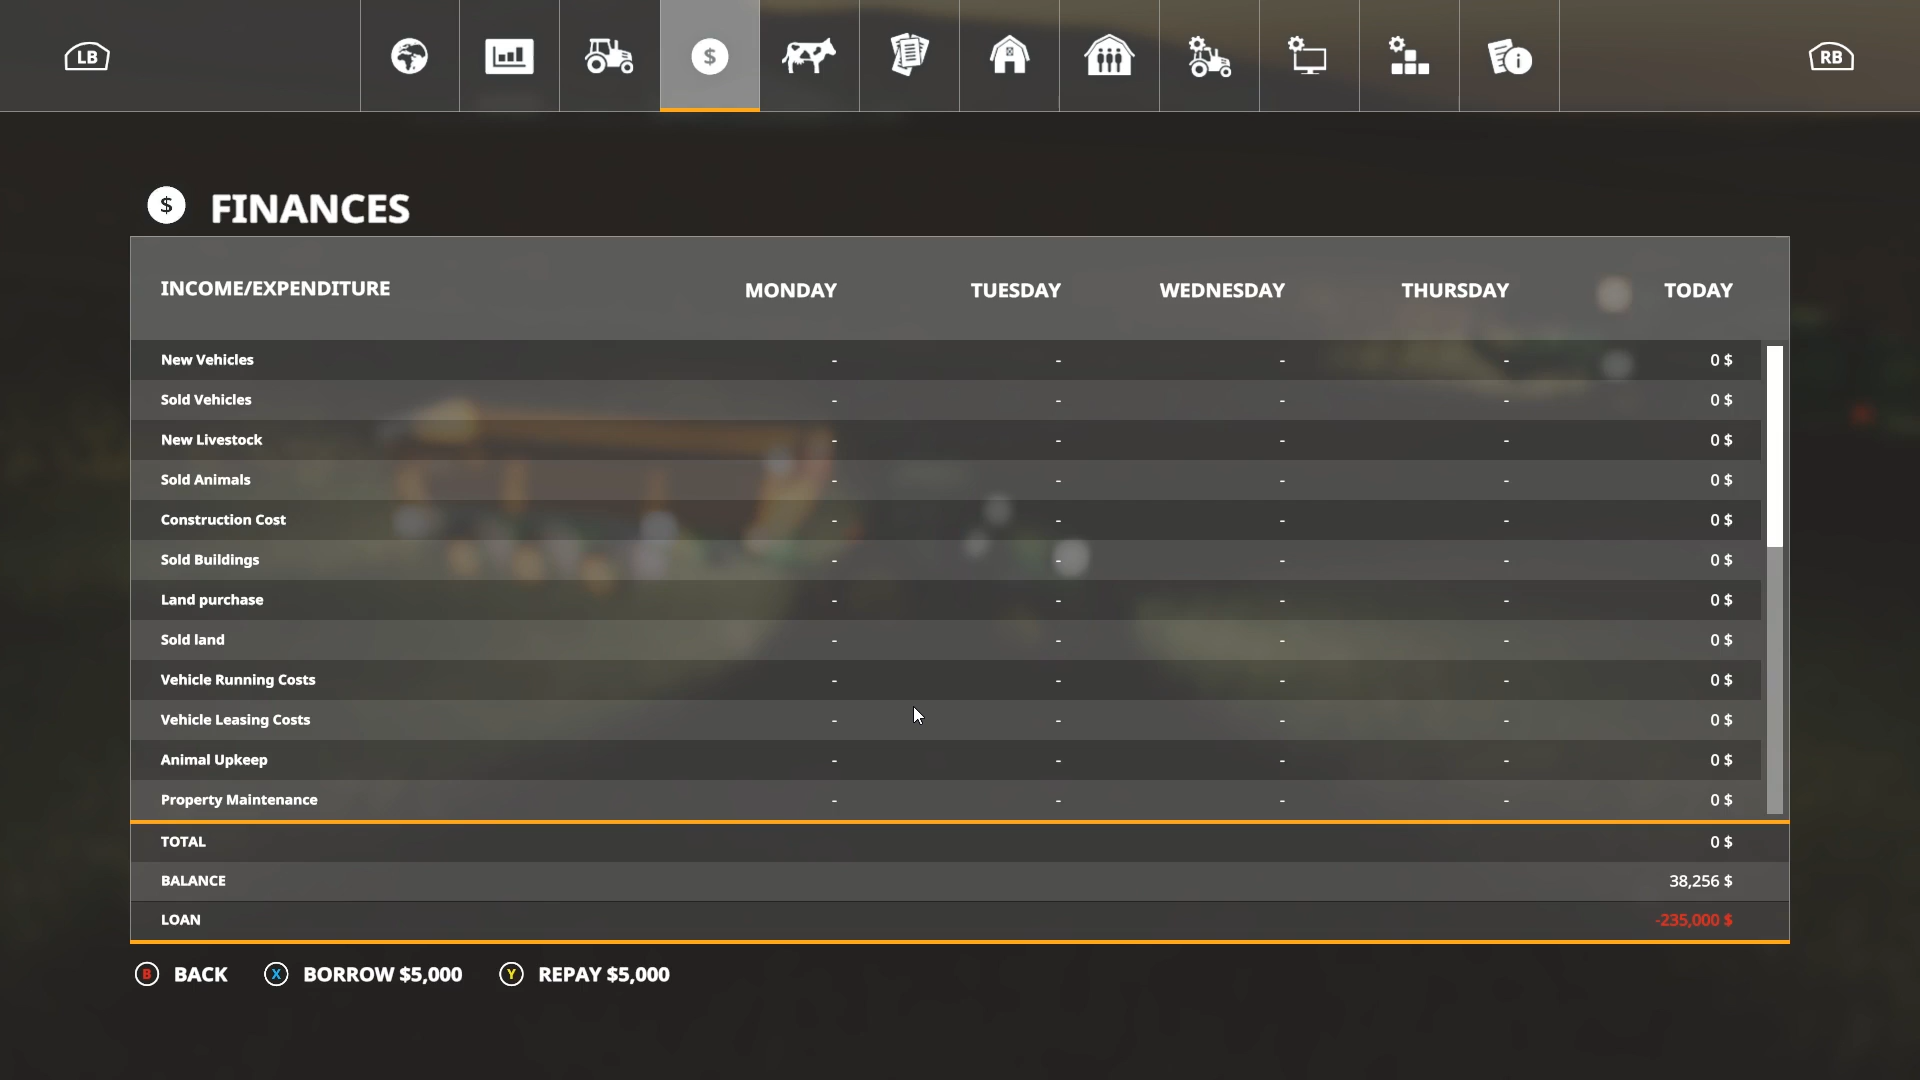 LB
$
RB
$ FINANCES
INCOME/EXPENDITURE MONDAY TUESDAY WEDNESDAY THURSDAY TODAY
New Vehicles - - - - 0 $
Sold Vehicles - - - - 0 $
New Livestock - - - - 0 $
Sold Animals - - - - 0 $
Construction Cost - - - - 0 $
Sold Buildings - - - - 0 $
Land purchase - - - - 0 $
Sold land - - - - 0 $
Vehicle Running Costs - - - - 0 $
Vehicle Leasing Costs - - - - 0 $
Animal Upkeep - - - - 0 $
Property Maintenance - - - - 0 $
TOTAL 0 $
BALANCE 38,256 $
LOAN -235,000 $
B BACK X BORROW $5,000 Y REPAY $5,000